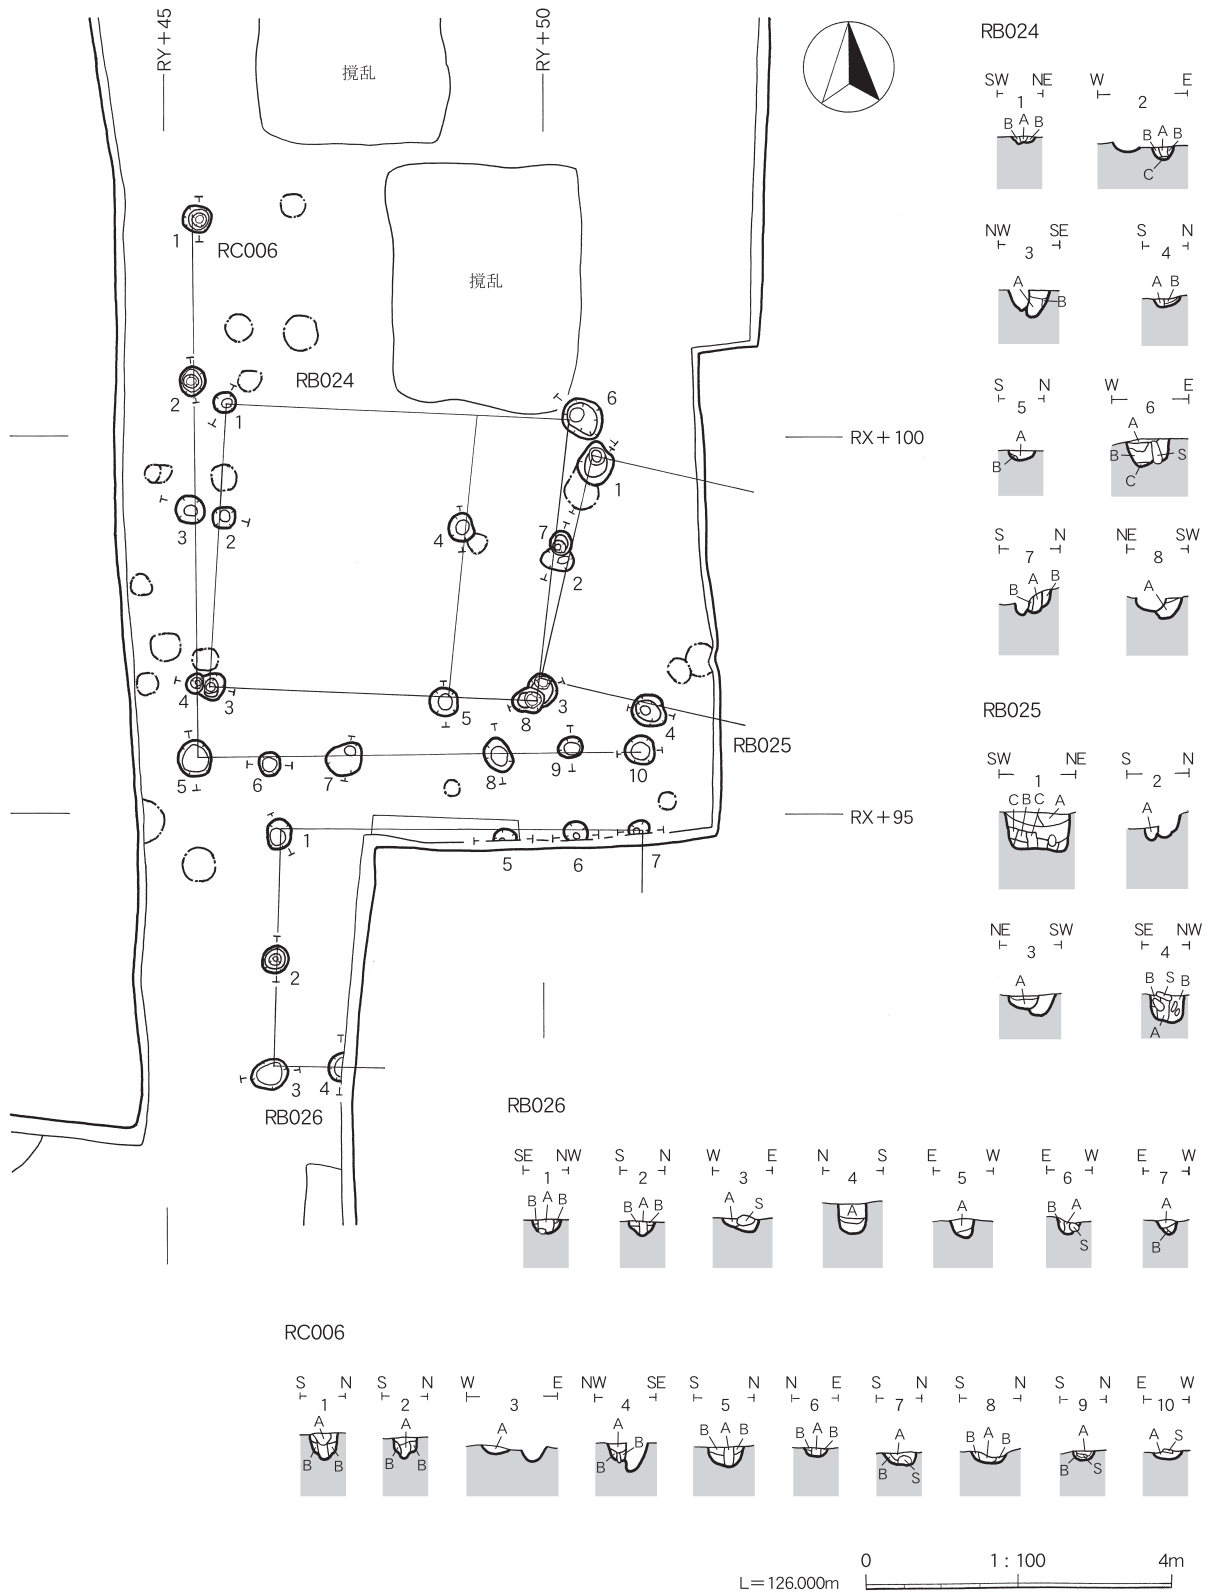 RY+45
RY+50
撹乱
撹乱
1
RC006
2
RB024
1
6
RX+100
1
3
2
4
7
2
4
3
5
8
3
4
RB025
5
6
7
8
9
10
RX+95
1
5
6
7
2
3
4
RB026
RB024
SW NE
1
B A B
W E
2
B A B
C
NW SE
3
A
B
S N
4
A B
S N
5
A
B
W E
6
A
B
S
C
S N
7
B A B
NE SW
8
A
RB025
SW NE
1
C B C A
S N
2
A
NE SW
3
A
SE NW
4
B S B
A
RB026
SE NW
1
B A B
S N
2
B A B
W E
3
A S
N S
4
A
E W
5
A
E W
6
B A
S
E W
7
A
B
RC006
S N
1
A
B B
S N
2
A
B B
W E
3
A
NW SE
4
A
B
B
S N
5
B A B
N E
6
B A B
S N
7
A
B S
S N
8
B A B
S N
9
A
B S
E W
10
A S
L=126.000m
0 1:100 4m